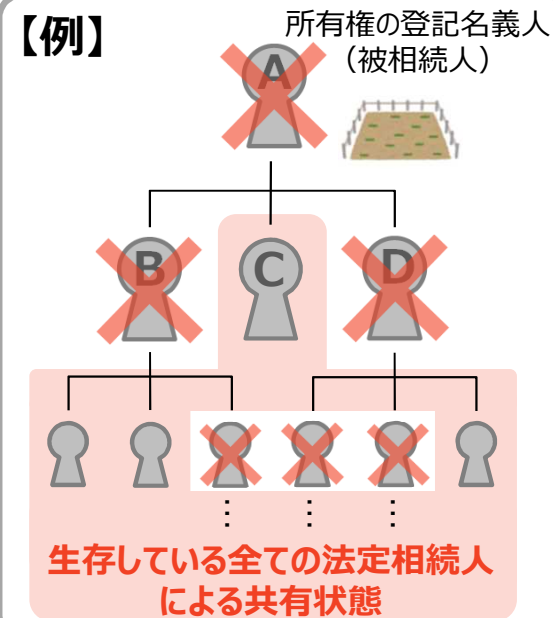 【例】
所有権の登記名義人
（被相続人）
A
B
C
D
生存している全ての法定相続人
による共有状態